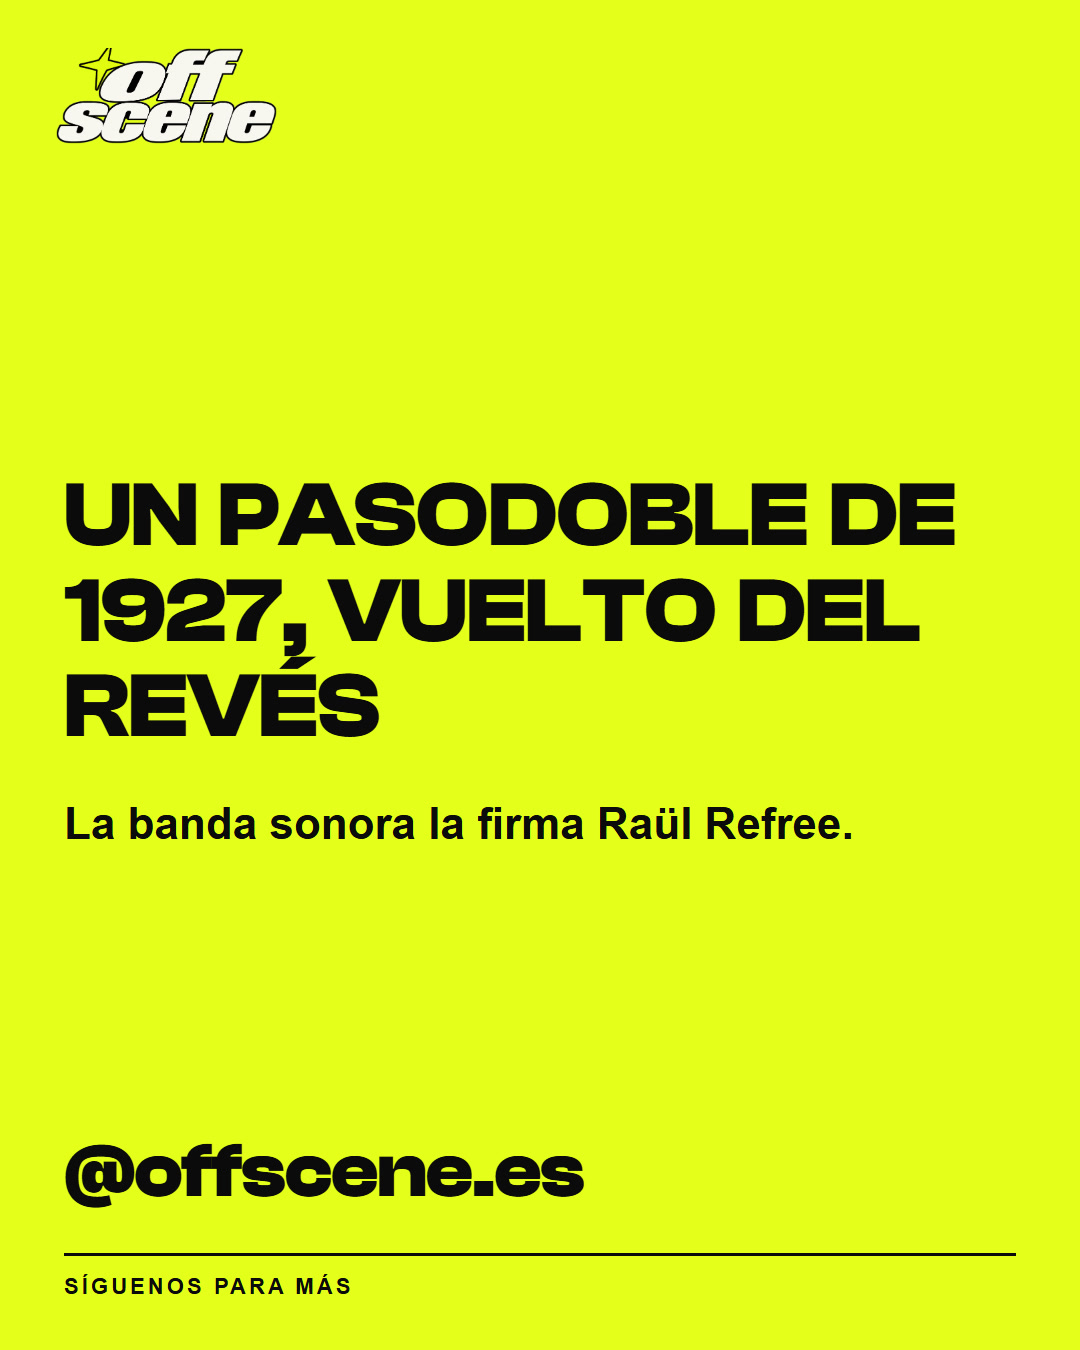 off
scene
UN PASODOBLE DE
1927, VUELTO DEL
REVÉS
La banda sonora la firma Raül Refree.
@offscene.es
SÍGUENOS PARA MÁS